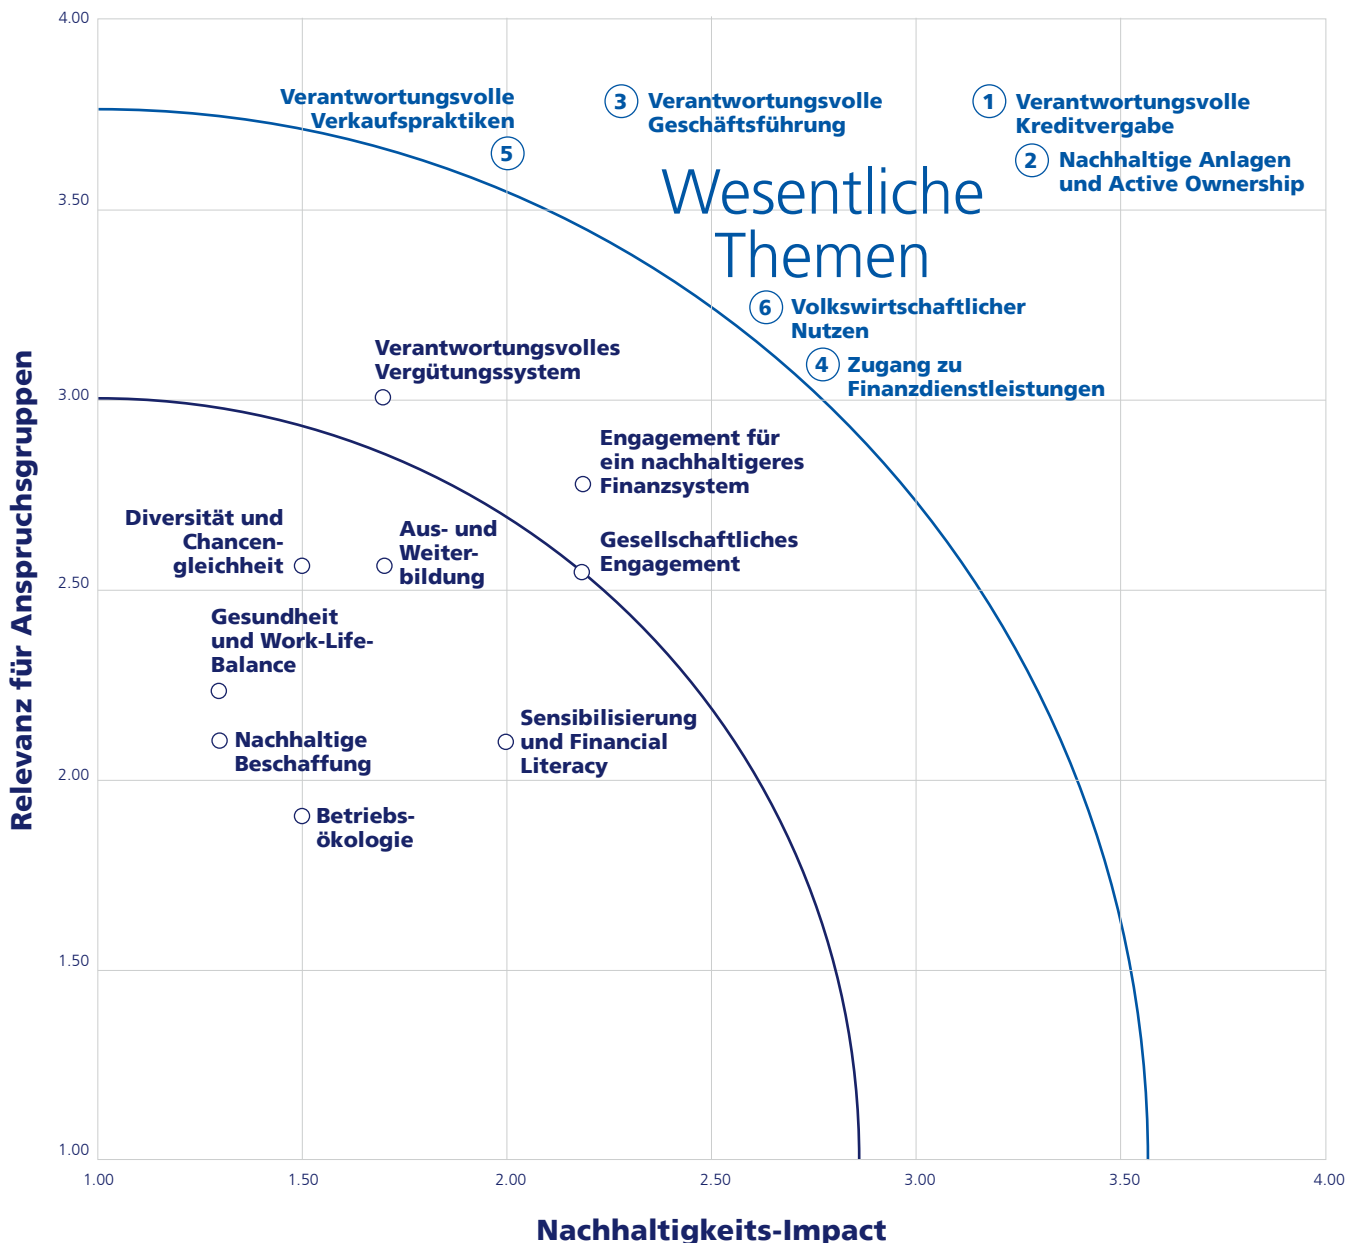 4.00
Verantwortungsvolle
Verkaufspraktiken
5
3
Verantwortungsvolle
Geschäftsführung
1
Verantwortungsvolle
Kreditvergabe
2
Nachhaltige Anlagen
und Active Ownership
Wesentliche
Themen
3.50
6
Volkswirtschaftlicher
Nutzen
4
Zugang zu
Finanzdienstleistungen
Verantwortungsvolles
Vergütungssystem
3.00
Engagement für
ein nachhaltigeres
Finanzsystem
Diversität und
Chancen-
gleichheit
Aus- und
Weiter-
bildung
Gesellschaftliches
Engagement
2.50
Gesundheit
und Work-Life-
Balance
Nachhaltige
Beschaffung
Sensibilisierung
und Financial
Literacy
2.00
Betriebs-
ökologie
1.50
1.00
Relevanz für Anspruchsgruppen
1.00 1.50 2.00 2.50 3.00 3.50 4.00
Nachhaltigkeits-Impact